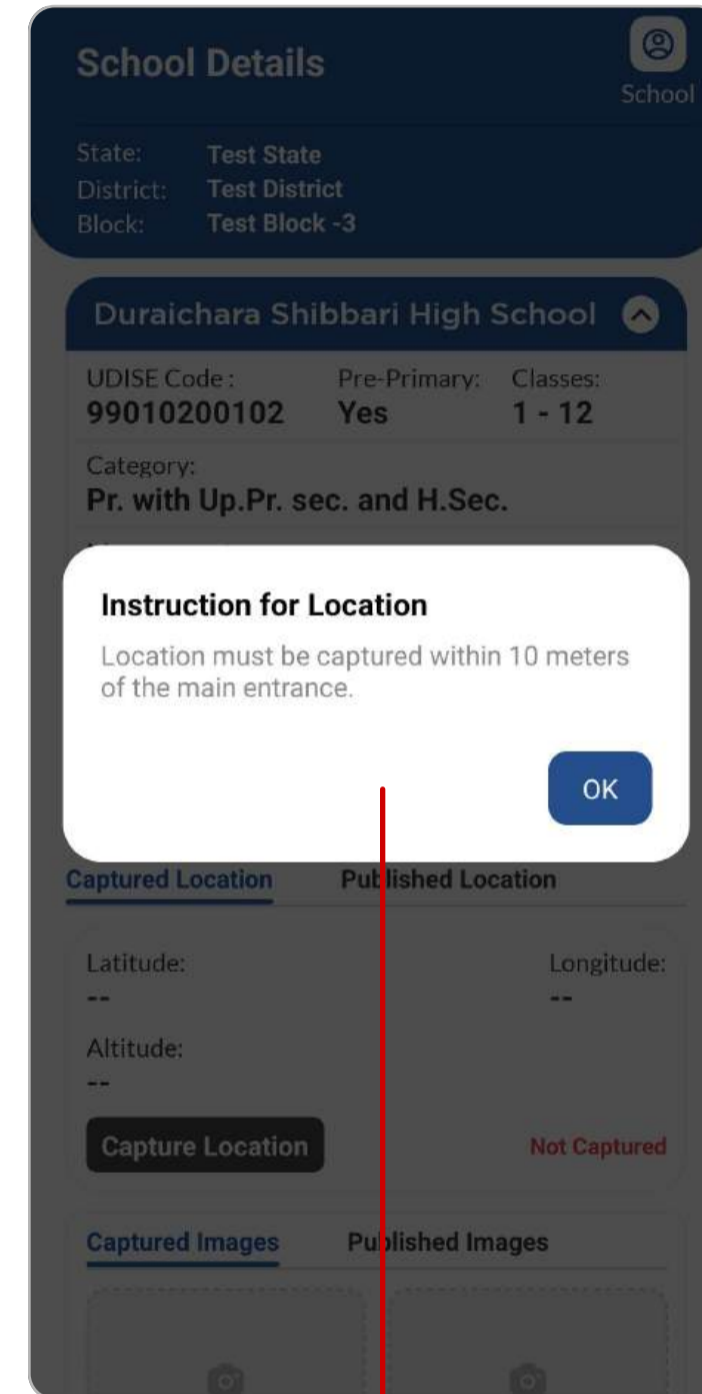 School Details
School
State: Test State
District: Test District
Block: Test Block -3
Duraichara Shibbari High School
UDISE Code : Pre-Primary: Classes:
99010200102 Yes 1 - 12
Category:
Pr. with Up.Pr. sec. and H.Sec.
Instruction for Location
Location must be captured within 10 meters
of the main entrance.
OK
Captured Location Published Location
Latitude: Longitude:
-- --
Altitude:
--
Capture Location Not Captured
Captured Images Published Images